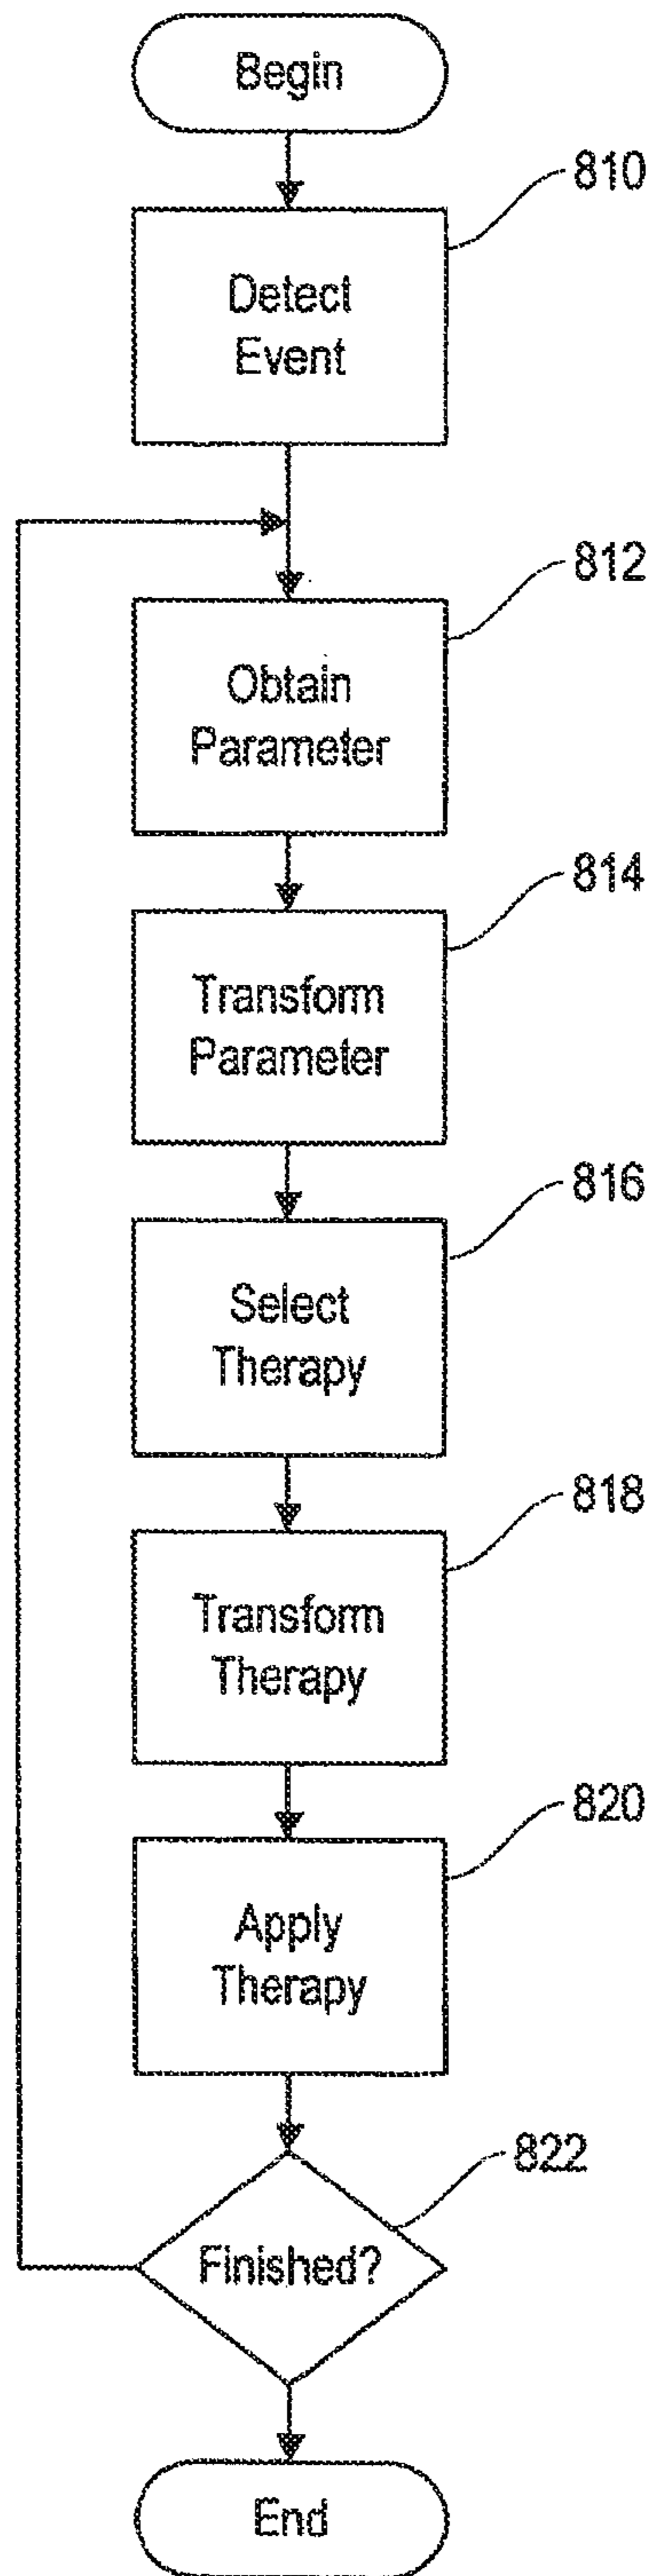 Begin
810
Detect
Event
812
Obtain
Parameter
814
Transform
Parameter
816
Select
Therapy
818
Transform
Therapy
820
Apply
Therapy
822
Finished?
End